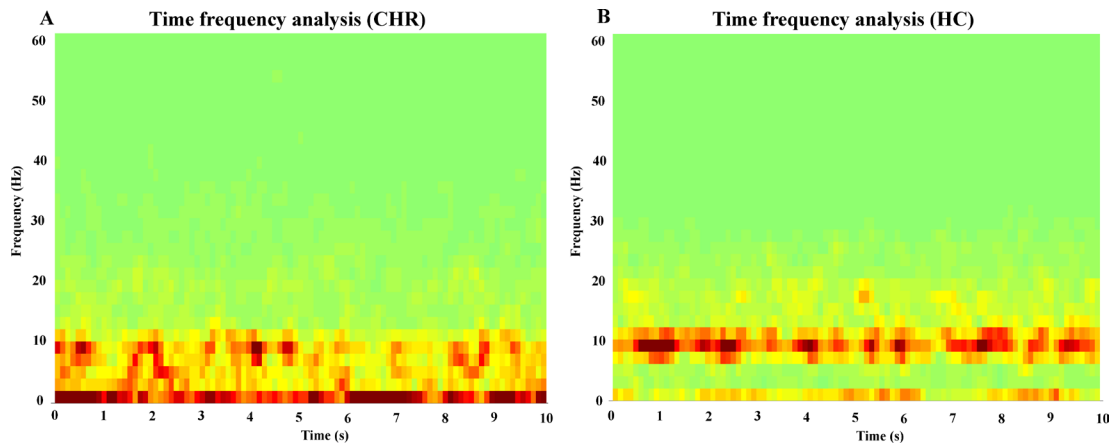 A
Time frequency analysis (CHR)
60
50
40
30
20
10
0
Frequency (Hz)
0 1 2 3 4 5 6 7 8 9 10
Time (s)
B
Time frequency analysis (HC)
60
50
40
30
20
10
0
Frequency (Hz)
0 1 2 3 4 5 6 7 8 9 10
Time (s)